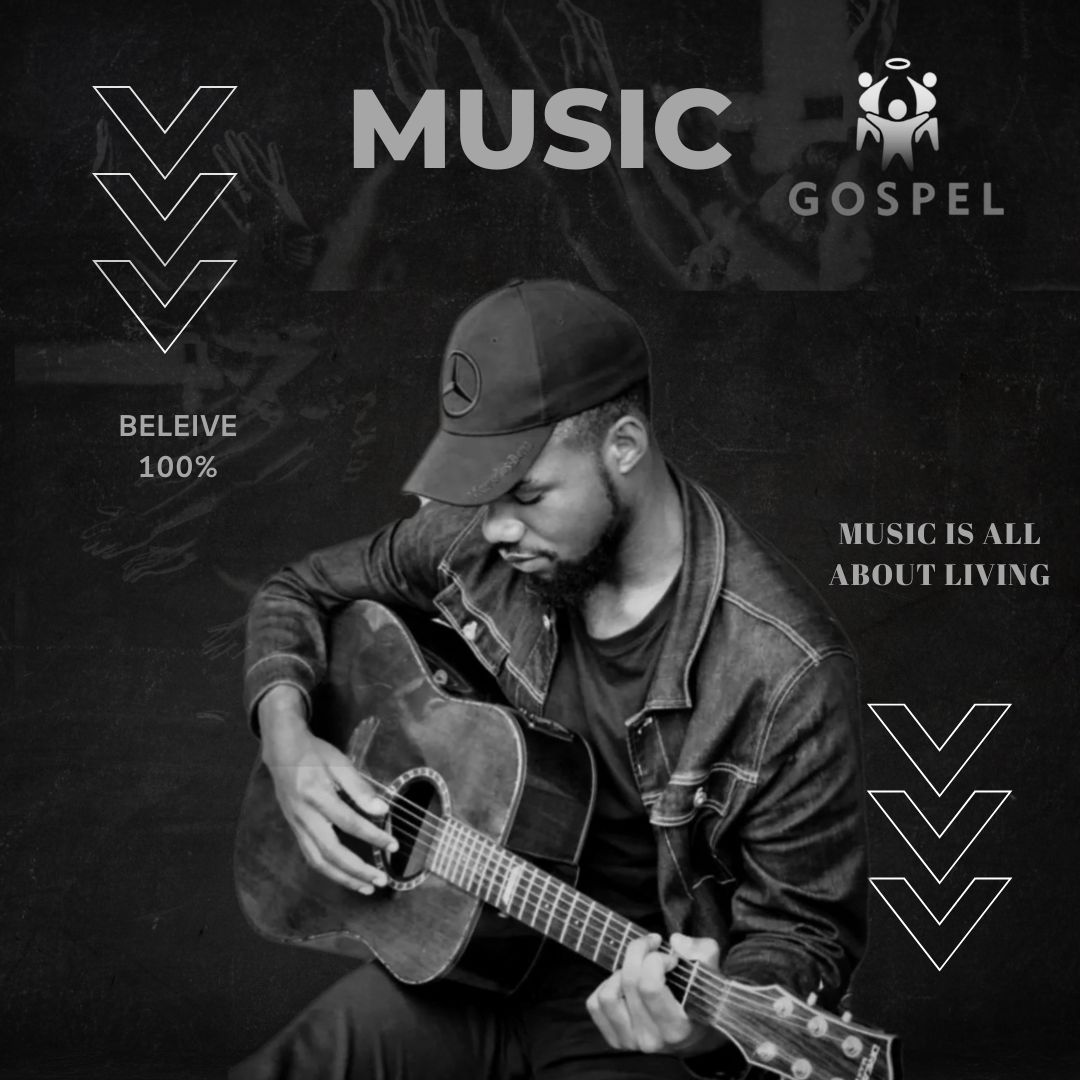 MUSIC
GOSPEL
BELEIVE
100%
MUSIC IS ALL
ABOUT LIVING